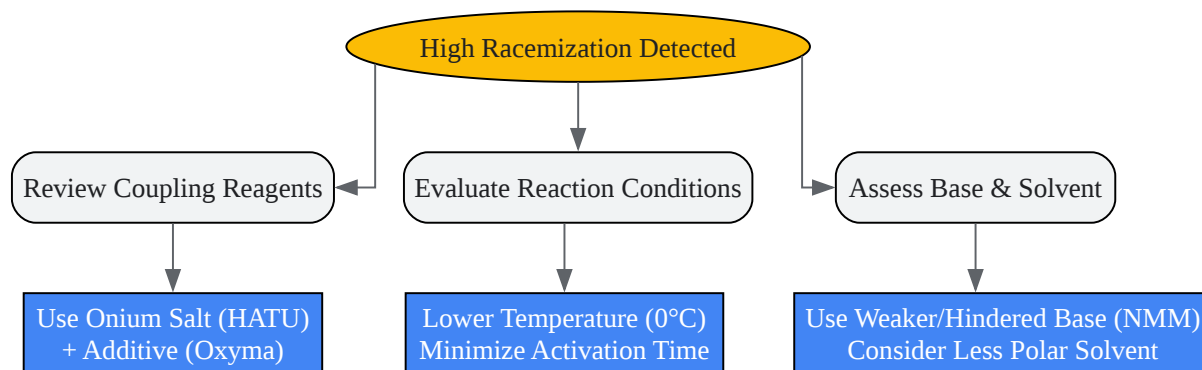 High Racemization Detected
Review Coupling Reagents
Evaluate Reaction Conditions
Assess Base & Solvent
Use Onium Salt (HATU)
+ Additive (Oxyma)
Lower Temperature (0°C)
Minimize Activation Time
Use Weaker/Hindered Base (NMM)
Consider Less Polar Solvent